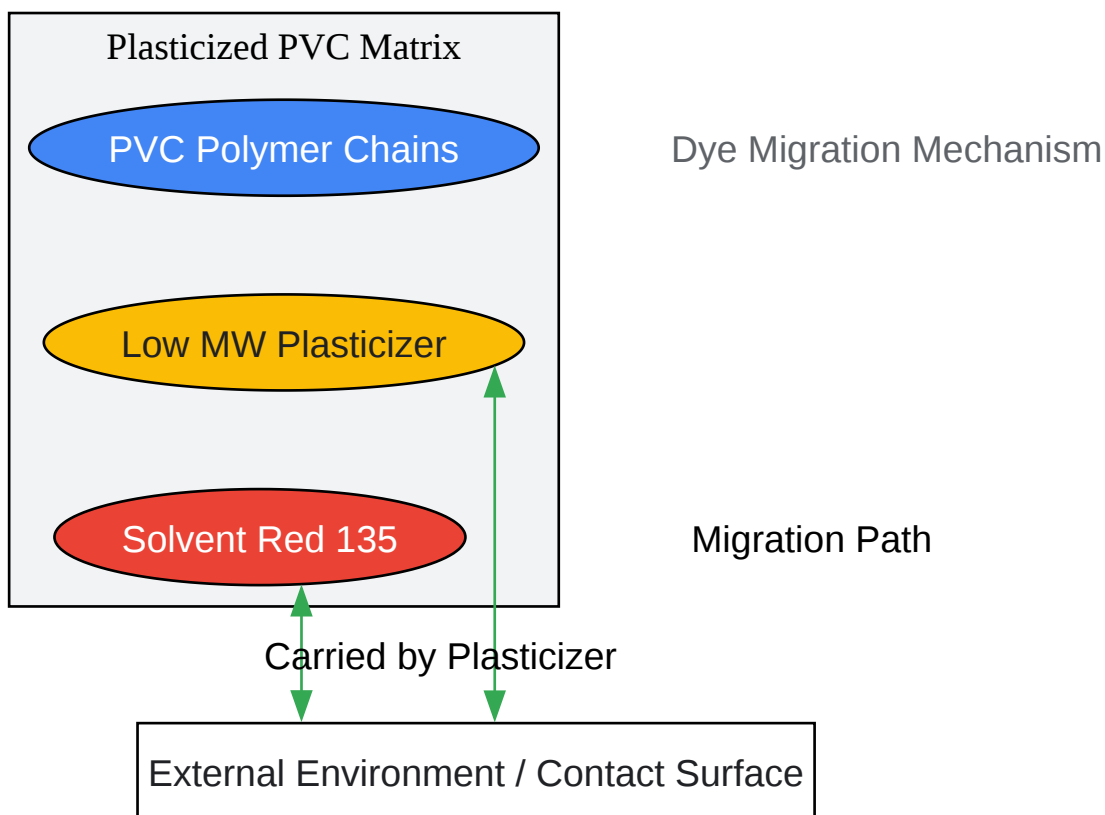 Plasticized PVC Matrix
PVC Polymer Chains
Dye Migration Mechanism
Low MW Plasticizer
Solvent Red 135
Migration Path
Carried by Plasticizer
External Environment / Contact Surface